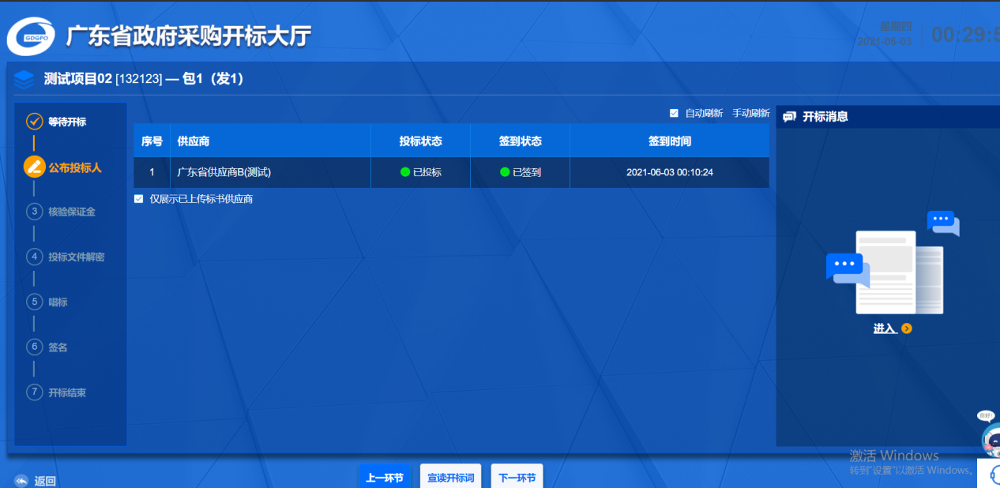 GDGPO 广东省政府采购开标大厅
星期四
2021-06-03
00:29:5
测试项目02 [132123] — 包1（发1）
等待开标
公布投标人
3 核验保证金
4 投标文件解密
5 唱标
6 签名
7 开标结束
自动刷新 手动刷新
序号 供应商 投标状态 签到状态 签到时间
1 广东省供应商B(测试) 已投标 已签到 2021-06-03 00:10:24
仅展示已上传标书供应商
开标消息
进入
你好!
激活 Windows
转到"设置"以激活 Windows。
返回
上一环节 宣读开标词 下一环节